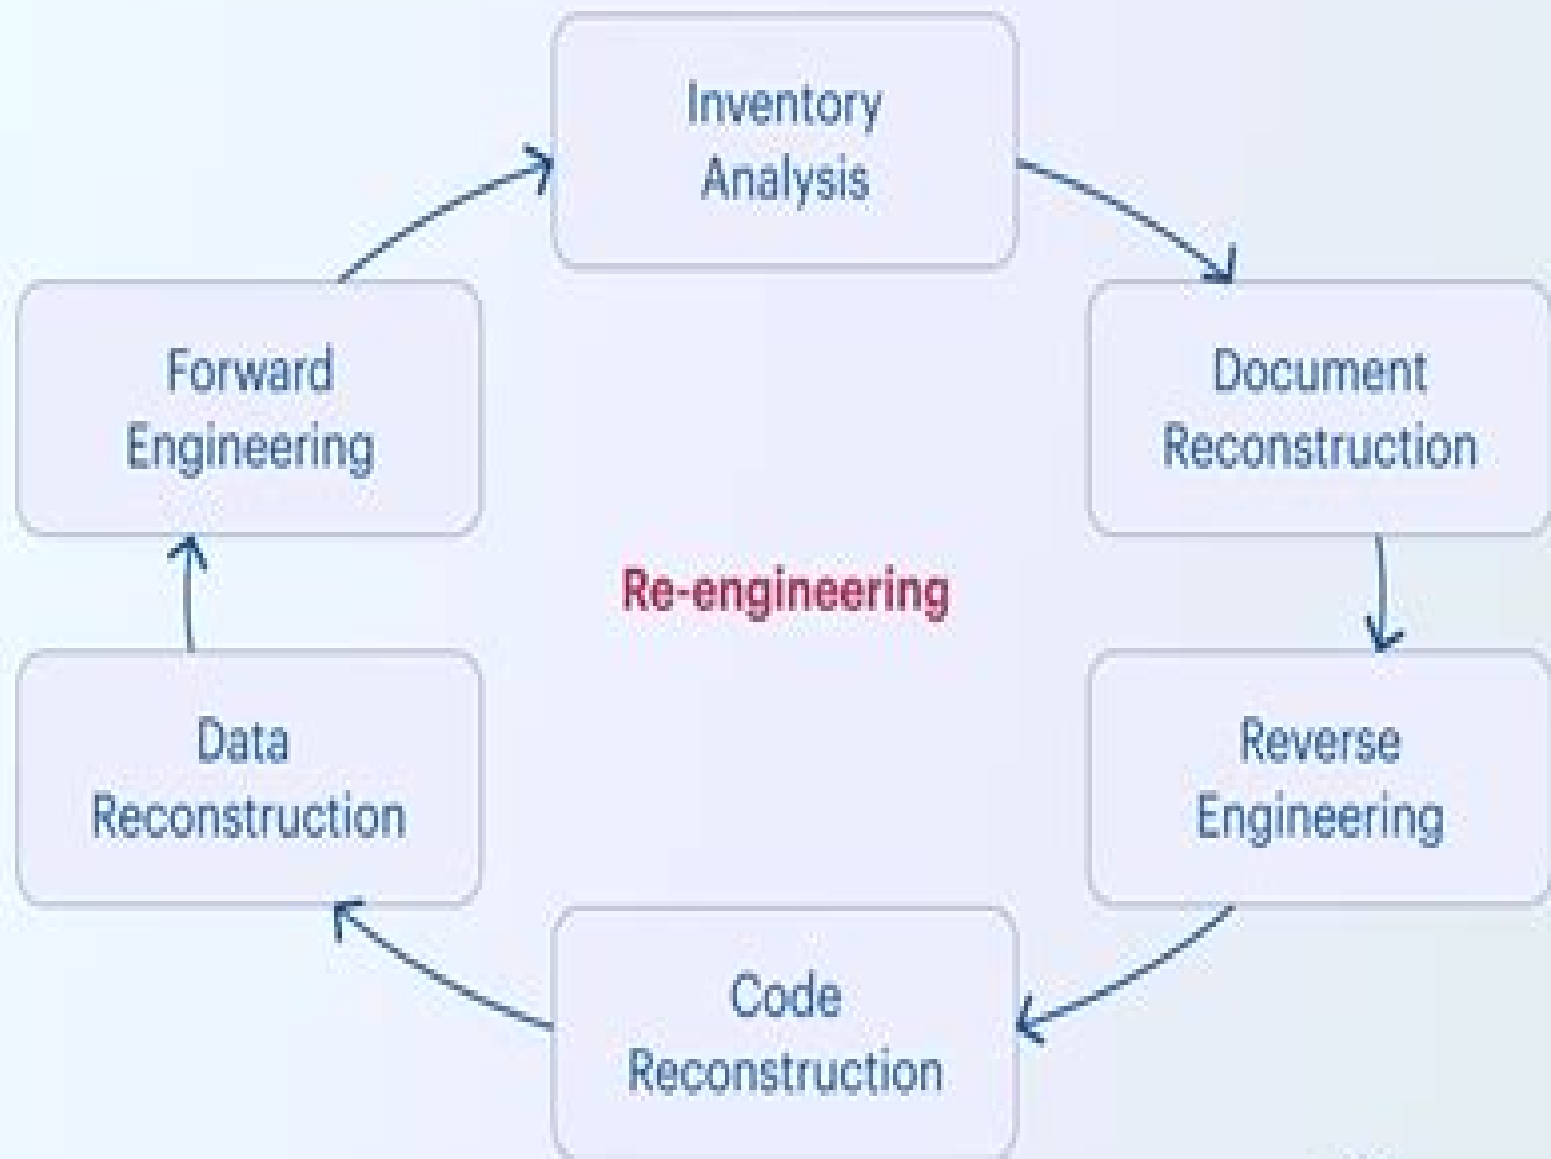 Inventory
Analysis
Document
Reconstruction
Reverse
Engineering
Code
Reconstruction
Data
Reconstruction
Forward
Engineering
Re-engineering